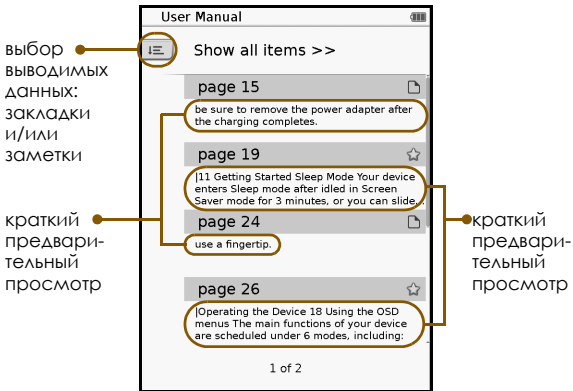 User Manual
Show all items >>
выбор
выводимых
данных:
закладки
и/или
заметки
page 15
be sure to remove the power adapter after
the charging completes.
page 19
|11 Getting Started Sleep Mode Your device
enters Sleep mode after idled in Screen
Saver mode for 3 minutes, or you can slide.
page 24
use a fingertip.
краткий
предвари-
тельный
просмотр
краткий
предвари-
тельный
просмотр
page 26
|Operating the Device 18 Using the OSD
menus The main functions of your device
are scheduled under 6 modes, including:
1 of 2